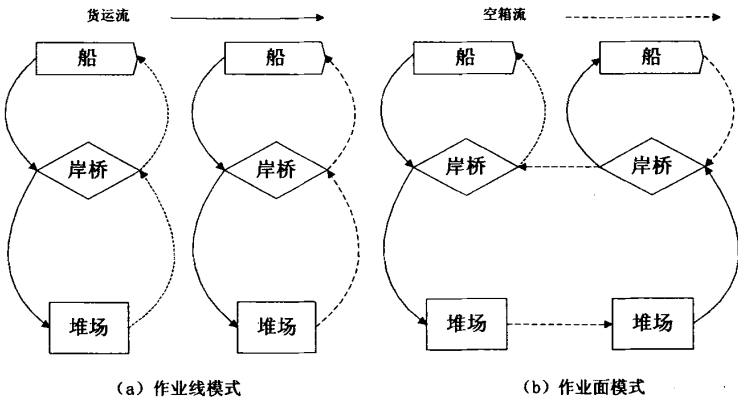 货运流 空箱流
船 船 船 船
岸桥 岸桥 岸桥 岸桥
堆场 堆场 堆场 堆场
（a）作业线模式 （b）作业面模式